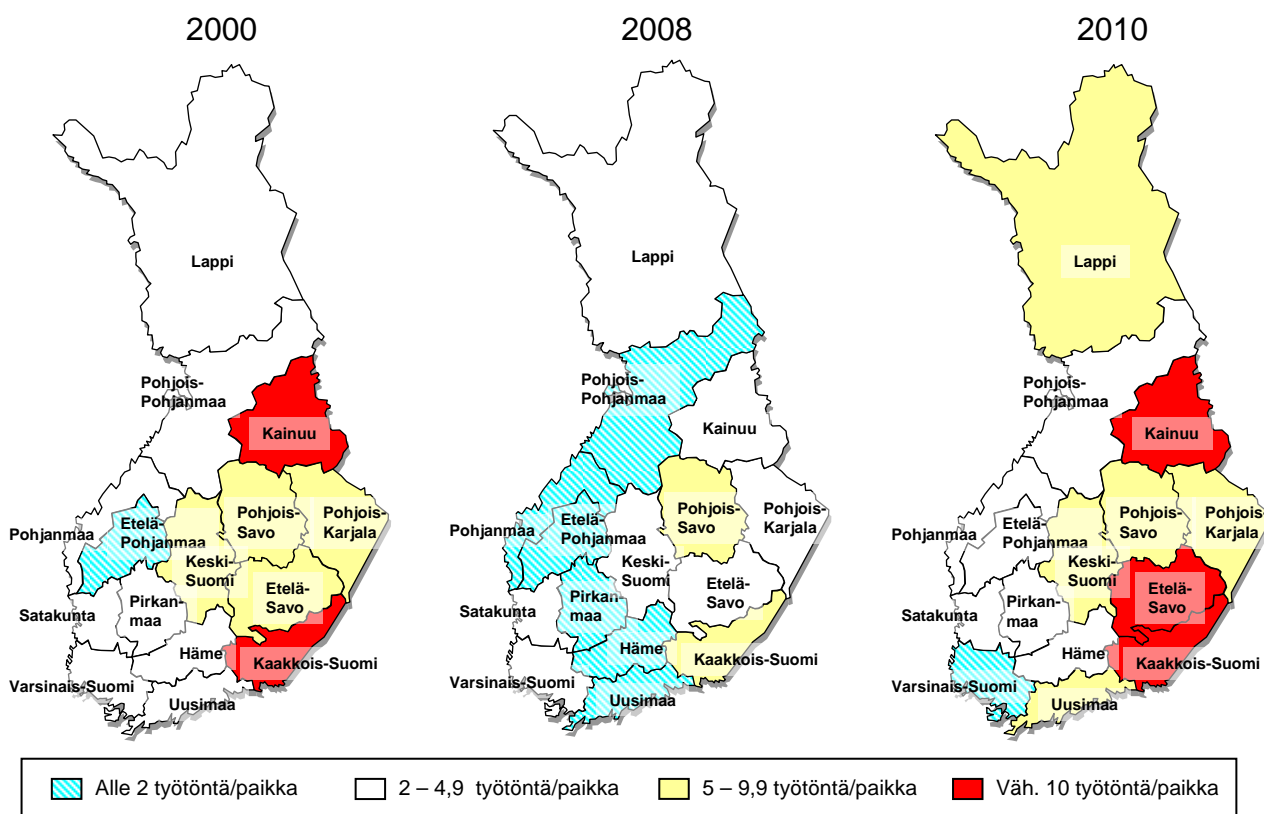 2000
Lappi
Pohjois-
Pohjanmaa
Kainuu
Pohjanmaa
Etelä-
Pohjanmaa
Keski-
Suomi
Pohjois-
Savo
Pohjois-
Karjala
Etelä-
Savo
Satakunta
Pirkan-
maa
Häme
Kaakkois-Suomi
Varsinais-Suomi
Uusimaa
2008
Lappi
Pohjois-
Pohjanmaa
Kainuu
Pohjanmaa
Etelä-
Pohjanmaa
Keski-
Suomi
Pohjois-
Savo
Pohjois-
Karjala
Etelä-
Savo
Satakunta
Pirkan-
maa
Häme
Kaakkois-Suomi
Varsinais-Suomi
Uusimaa
2010
Lappi
Pohjois-
Pohjanmaa
Kainuu
Pohjanmaa
Etelä-
Pohjanmaa
Keski-
Suomi
Pohjois-
Savo
Pohjois-
Karjala
Etelä-
Savo
Satakunta
Pirkan-
maa
Häme
Kaakkois-Suomi
Varsinais-Suomi
Uusimaa
Alle 2 työtöntä/paikka
2 – 4,9 työtöntä/paikka
5 – 9,9 työtöntä/paikka
Väh. 10 työtöntä/paikka